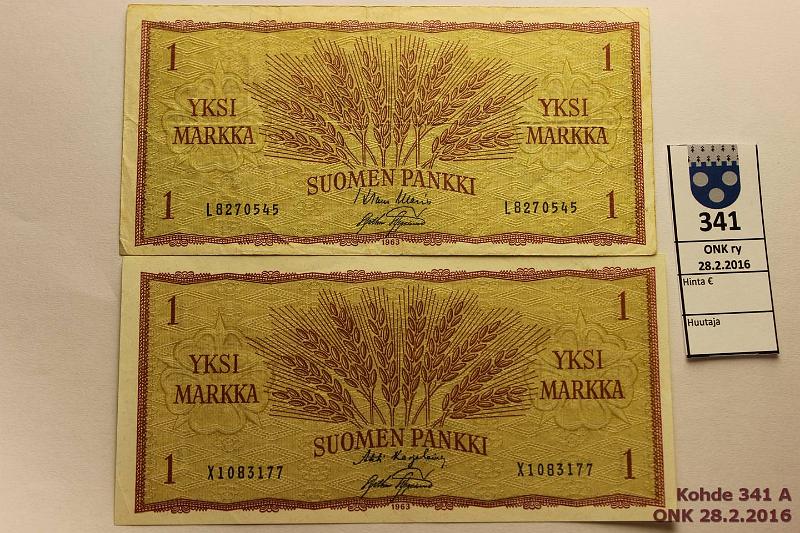 1 1
YKSI MARKKA
YKSI MARKKA
SUOMEN PANKKI
1 L8270545 L8270545 1
1963
1 1
YKSI MARKKA
YKSI MARKKA
SUOMEN PANKKI
1 X1083177 X1083177 1
1963
341
ONK ry
28.2.2016
Hinta €
Huutaja
Kohde 341 A
ONK 28.2.2016